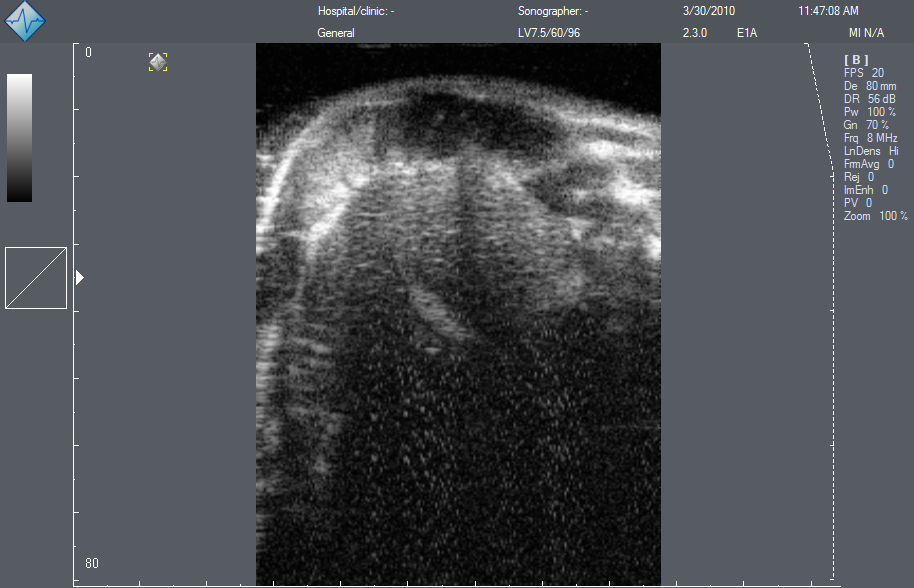 Hospital/clinic: - Sonographer: - 3/30/2010 11:47:08 AM
General LV7.5/60/96 2.3.0 E1A MI N/A
0
[ B ]
FPS 20
De 80 mm
DR 56 dB
Pw 100 %
Gn 70 %
Frq 8 MHz
LnDens Hi
FrmAvg 0
Rej 0
ImEnh 0
PV 0
Zoom 100 %
80